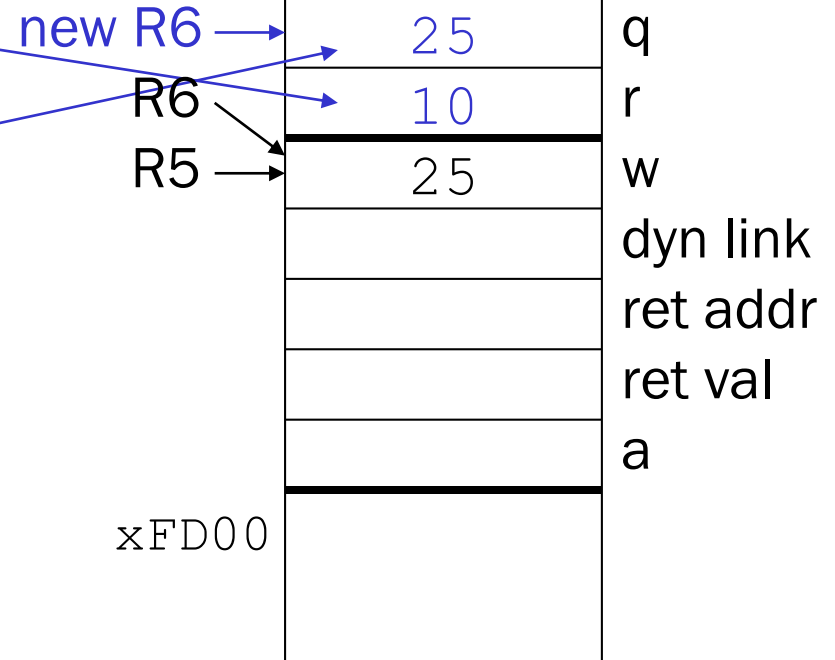 new R6 25 q
R6 10 r
R5 25 w
dyn link
ret addr
ret val
a
xFD00